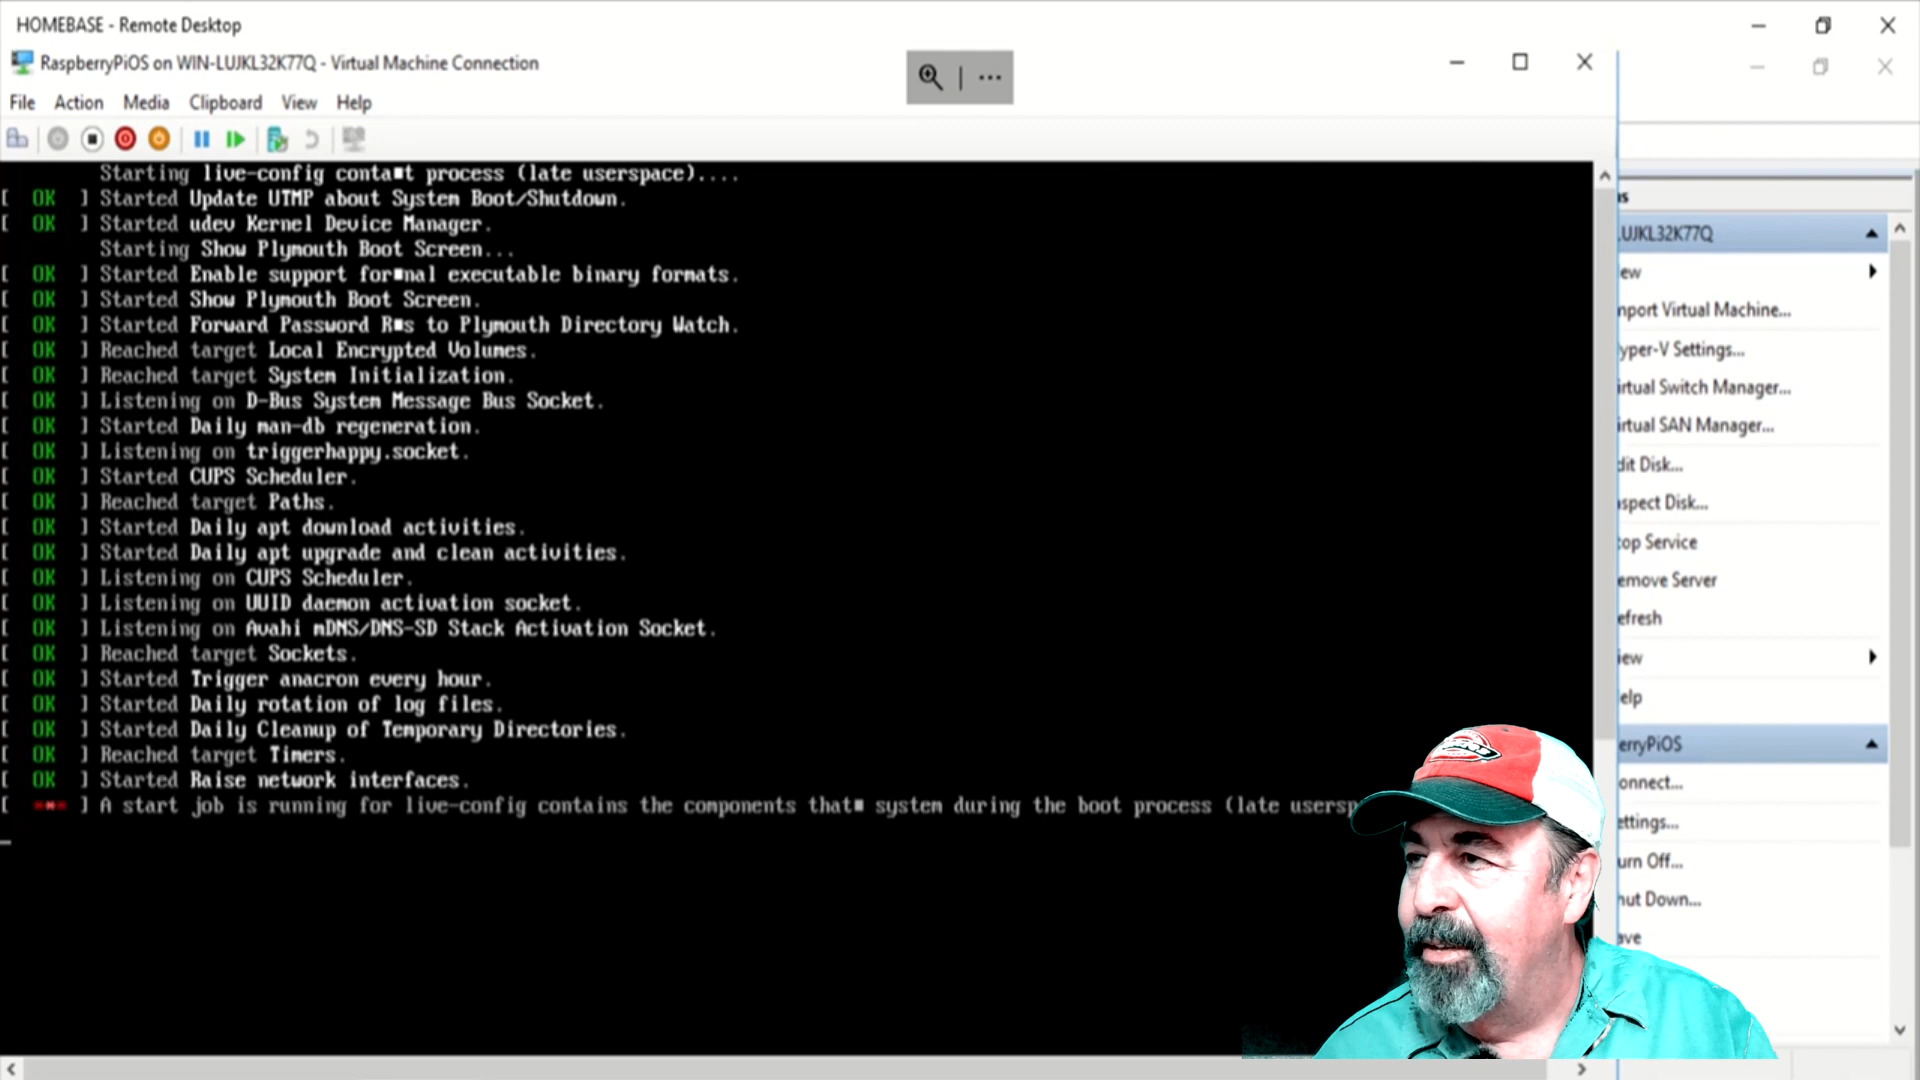 HOMEBASE - Remote Desktop
RaspberryPiOS on WIN-LUJKL32K77Q - Virtual Machine Connection
File Action Media Clipboard View Help
Starting live-config conta■t process (late userspace)....
[ OK ] Started Update UTMP about System Boot/Shutdown.
[ OK ] Started udev Kernel Device Manager.
Starting Show Plymouth Boot Screen...
[ OK ] Started Enable support for■nal executable binary formats.
[ OK ] Started Show Plymouth Boot Screen.
[ OK ] Started Forward Password R■s to Plymouth Directory Watch.
[ OK ] Reached target Local Encrypted Volumes.
[ OK ] Reached target System Initialization.
[ OK ] Listening on D-Bus System Message Bus Socket.
[ OK ] Started Daily man-db regeneration.
[ OK ] Listening on triggerhappy.socket.
[ OK ] Started CUPS Scheduler.
[ OK ] Reached target Paths.
[ OK ] Started Daily apt download activities.
[ OK ] Started Daily apt upgrade and clean activities.
[ OK ] Listening on CUPS Scheduler.
[ OK ] Listening on UUID daemon activation socket.
[ OK ] Listening on Avahi mDNS/DNS-SD Stack Activation Socket.
[ OK ] Reached target Sockets.
[ OK ] Started Trigger anacron every hour.
[ OK ] Started Daily rotation of log files.
[ OK ] Started Daily Cleanup of Temporary Directories.
[ OK ] Reached target Timers.
[ OK ] Started Raise network interfaces.
[ *** ] A start job is running for live-config contains the components that■ system during the boot process (late usersp
ns
LUJKL32K77Q
ew
nport Virtual Machine...
yper-V Settings...
irtual Switch Manager...
irtual SAN Manager...
dit Disk...
spect Disk...
top Service
emove Server
efresh
iew
elp
erryPiOS
onnect...
ettings...
urn Off...
hut Down...
ave